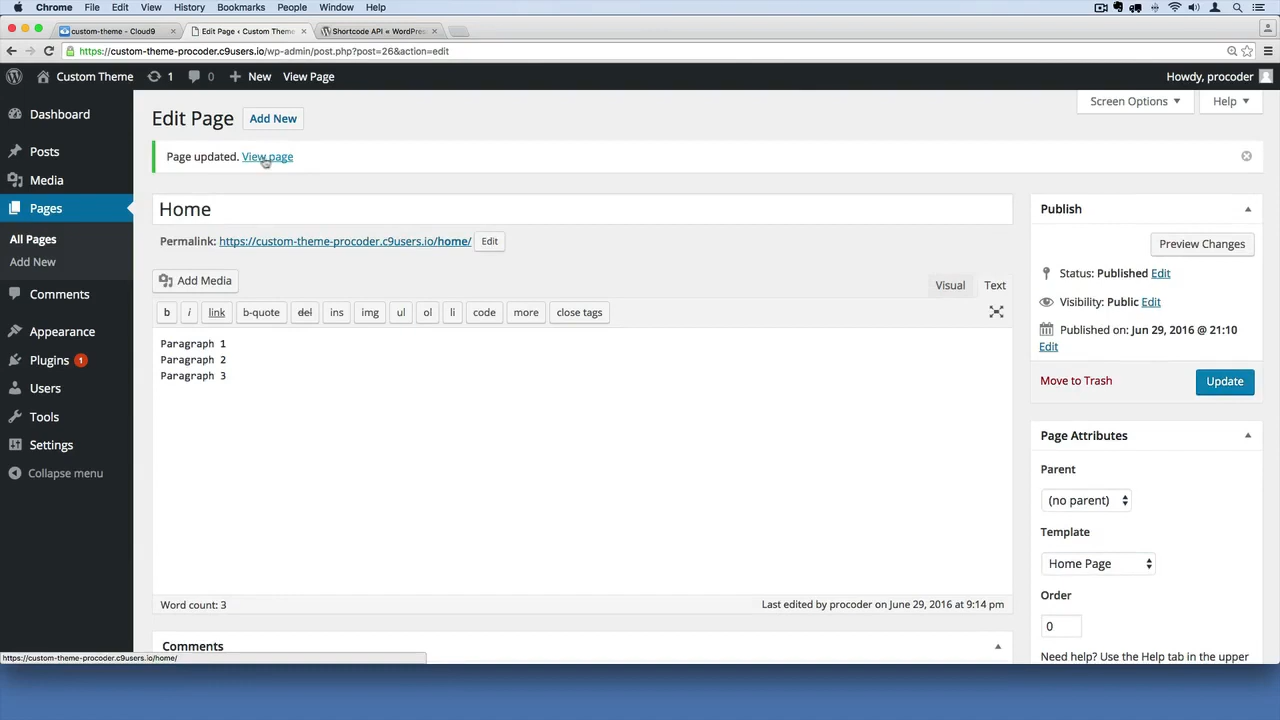 Chrome File Edit View History Bookmarks People Window Help
custom-theme - Cloud9 Edit Page ‹ Custom Theme Shortcode API « WordPress
https://custom-theme-procoder.c9users.io/wp-admin/post.php?post=26&action=edit
Custom Theme 1 0 New View Page Howdy, procoder
Screen Options Help
Dashboard
Posts
Media
Pages
All Pages
Add New
Comments
Appearance
Plugins 1
Users
Tools
Settings
Collapse menu
Edit Page Add New
Page updated. View page
Home
Permalink: https://custom-theme-procoder.c9users.io/home/ Edit
Add Media
Visual Text
b i link b-quote del ins img ul ol li code more close tags
Paragraph 1
Paragraph 2
Paragraph 3
Word count: 3 Last edited by procoder on June 29, 2016 at 9:14 pm
Comments
Publish
Preview Changes
Status: Published Edit
Visibility: Public Edit
Published on: Jun 29, 2016 @ 21:10
Edit
Move to Trash Update
Page Attributes
Parent
(no parent)
Template
Home Page
Order
0
Need help? Use the Help tab in the upper
https://custom-theme-procoder.c9users.io/home/